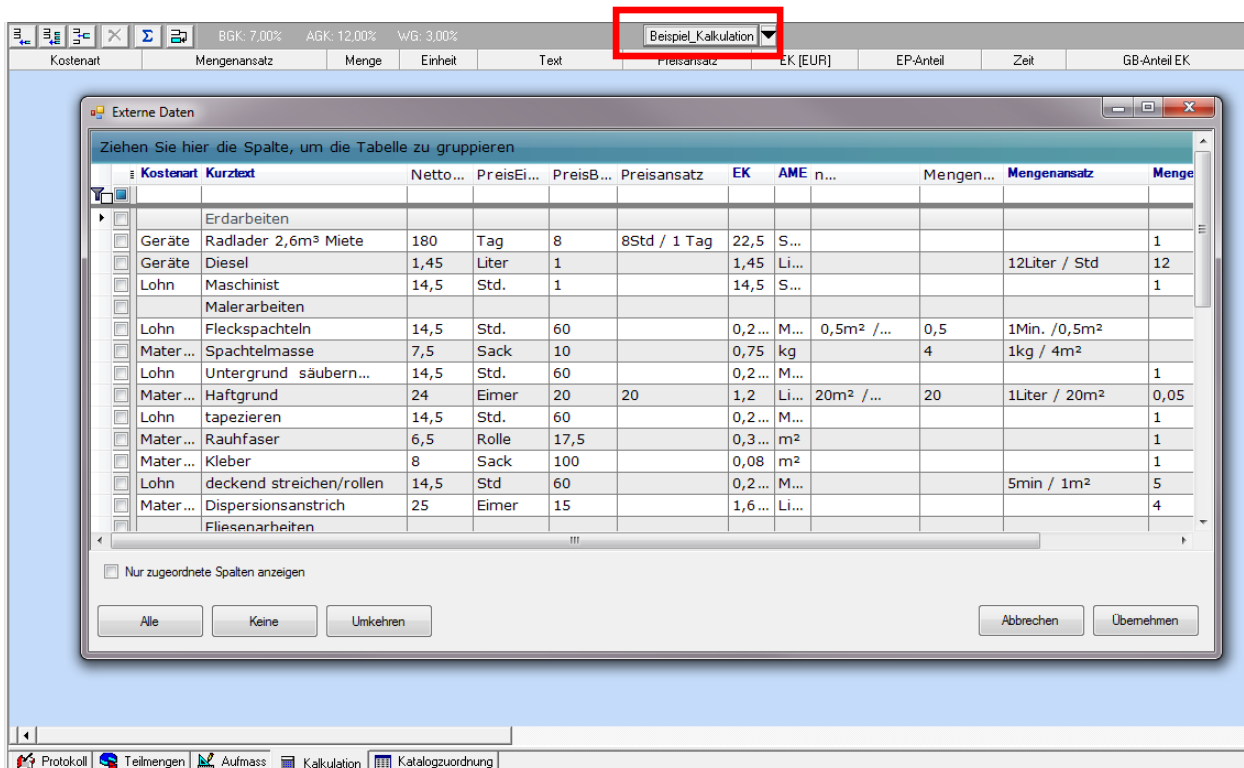 BGK: 7,00% AGK: 12,00% WG: 3,00% Beispiel_Kalkulation
Kostenart Mengenansatz Menge Einheit Text Preisansatz EK [EUR] EP-Anteil Zeit GB-Anteil EK
Externe Daten
Ziehen Sie hier die Spalte, um die Tabelle zu gruppieren
Kostenart Kurztext Netto... PreisEi... PreisB... Preisansatz EK AME n... Mengen... Mengenansatz Menge
Erdarbeiten
Geräte Radlader 2,6m³ Miete 180 Tag 8 8Std / 1 Tag 22,5 S... 1
Geräte Diesel 1,45 Liter 1 1,45 Li... 12Liter / Std 12
Lohn Maschinist 14,5 Std. 1 14,5 S... 1
Malerarbeiten
Lohn Fleckspachteln 14,5 Std. 60 0,2... M... 0,5m² /... 0,5 1Min. /0,5m²
Mater... Spachtelmasse 7,5 Sack 10 0,75 kg 4 1kg / 4m²
Lohn Untergrund säubern... 14,5 Std. 60 0,2... M... 1
Mater... Haftgrund 24 Eimer 20 20 1,2 Li... 20m² /... 20 1Liter / 20m² 0,05
Lohn tapezieren 14,5 Std. 60 0,2... M... 1
Mater... Rauhfaser 6,5 Rolle 17,5 0,3... m² 1
Mater... Kleber 8 Sack 100 0,08 m² 1
Lohn deckend streichen/rollen 14,5 Std 60 0,2... M... 5min / 1m² 5
Mater... Dispersionsanstrich 25 Eimer 15 1,6... Li... 4
Fliesenarbeiten
Nur zugeordnete Spalten anzeigen
Alle Keine Umkehren Abbrechen Übernehmen
Protokoll Teilmengen Aufmass Kalkulation Katalogzuordnung